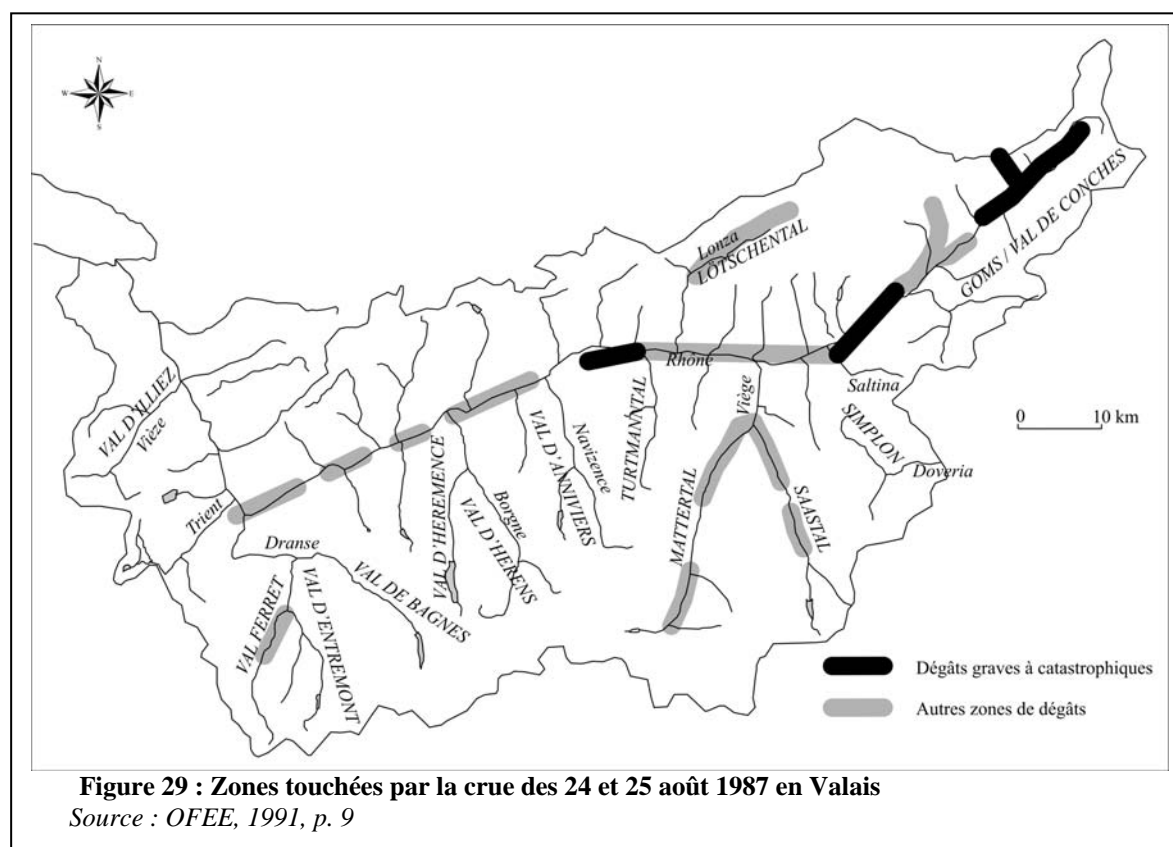 N
W
E
S
Lonza
LÖTSCHENTAL
GOMS / VAL DE CONCHES
Rhône
VAL D'ILLIEZ
Vièze
Saltina
0 10 km
Viège
SIMPLON
Doveria
TURTMANNTAL
Navizence
VAL D'ANNIVIERS
VAL D'HEREMENCE
Borgne
VAL D'HERENS
MATTERTAL
SAASTAL
Trient
Dranse
VAL DE BAGNES
VAL FERRET
VAL D'ENTREMONT
Dégâts graves à catastrophiques
Autres zones de dégâts
Figure 29 : Zones touchées par la crue des 24 et 25 août 1987 en Valais
Source : OFEE, 1991, p. 9